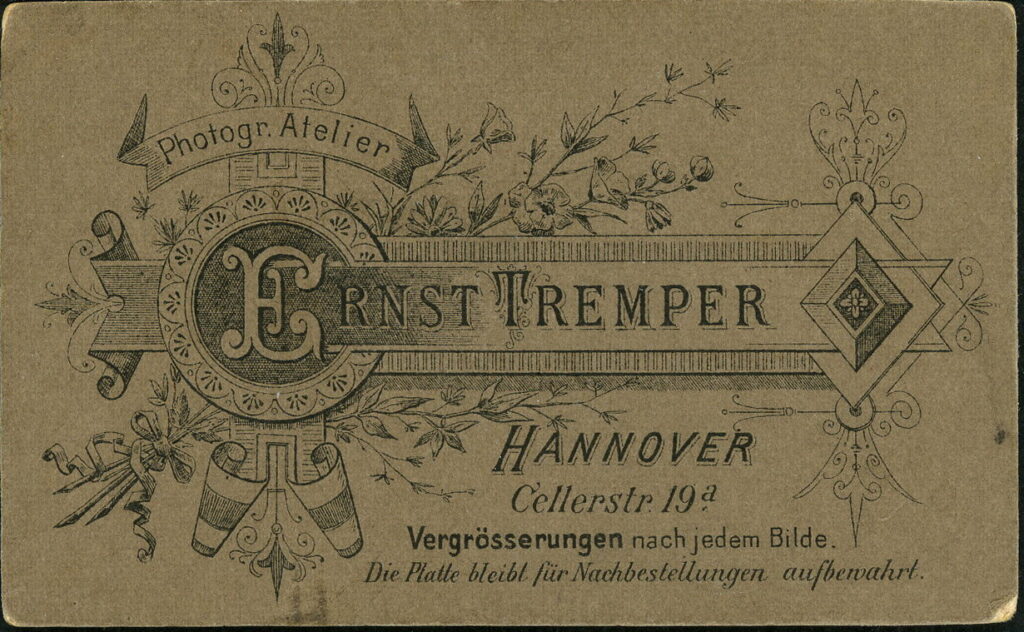 Photogr. Atelier
ERNST TREMPER
HANNOVER
Cellerstr. 19a.
Vergrösserungen nach jedem Bilde.
Die Platte bleibt für Nachbestellungen aufbewahrt.